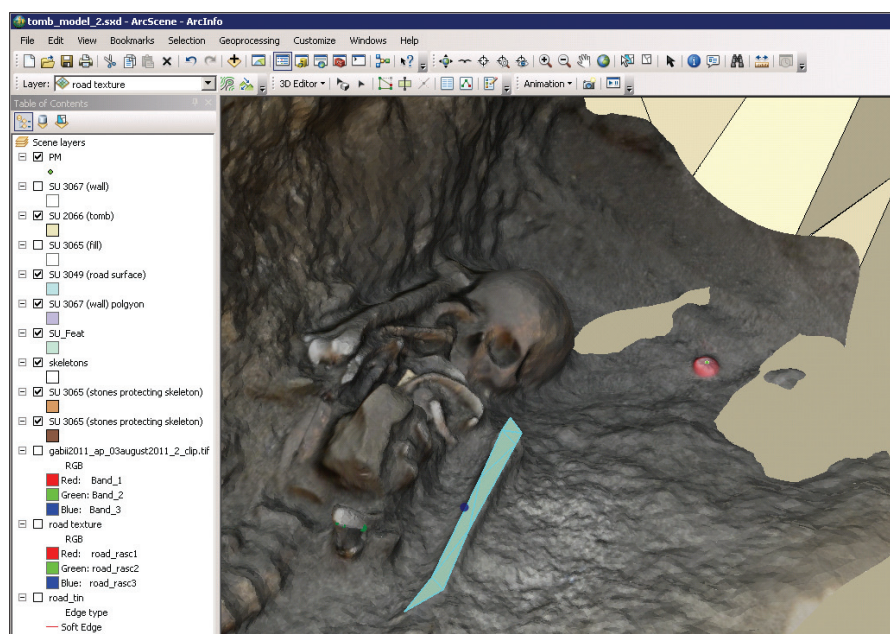 tomb_model_2.sxd - ArcScene - ArcInfo
File Edit View Bookmarks Selection Geoprocessing Customize Windows Help
Layer: road texture 3D Editor Animation
Table of Contents
Scene layers
PM
SU 3067 (wall)
SU 2066 (tomb)
SU 3065 (fill)
SU 3049 (road surface)
SU 3067 (wall) polgyon
SU_Feat
skeletons
SU 3065 (stones protecting skeleton)
SU 3065 (stones protecting skeleton)
gabii2011_ap_03august2011_2_clip.tif
RGB
Red: Band_1
Green: Band_2
Blue: Band_3
road texture
RGB
Red: road_rasc1
Green: road_rasc2
Blue: road_rasc3
road_tin
Edge type
Soft Edge